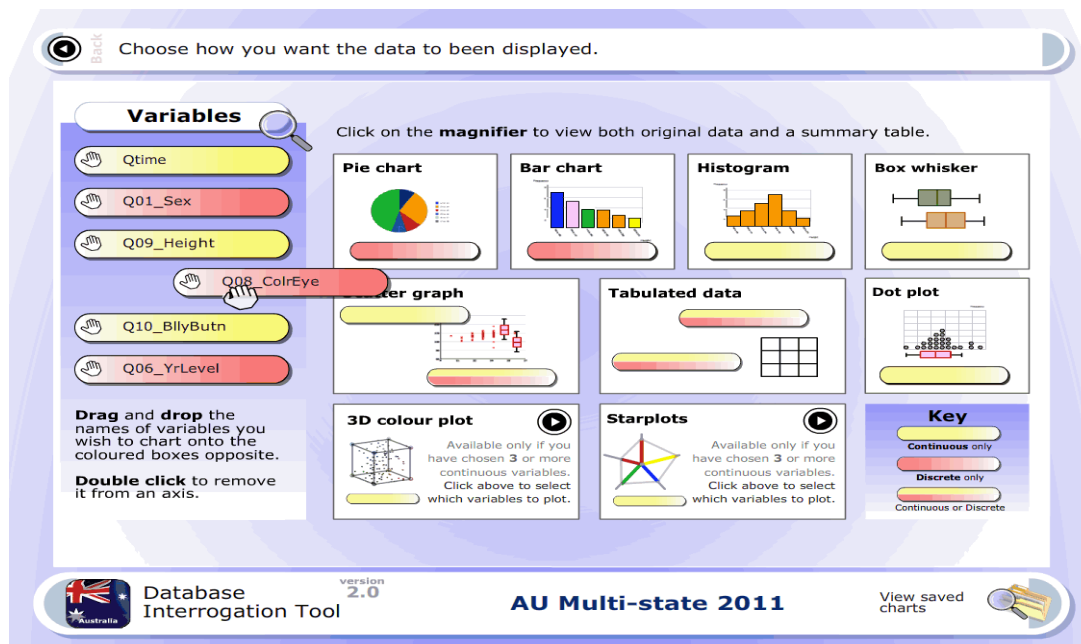 Back
Choose how you want the data to been displayed.
Variables
Qtime
Q01_Sex
Q09_Height
Q08_ColrEye
Q10_BllyButn
Q06_YrLevel
Drag and drop the
names of variables you
wish to chart onto the
coloured boxes opposite.
Double click to remove
it from an axis.
Click on the magnifier to view both original data and a summary table.
Pie chart
Bar chart
Histogram
Box whisker
Scatter graph
Tabulated data
Dot plot
3D colour plot
Available only if you
have chosen 3 or more
continuous variables.
Click above to select
which variables to plot.
Starplots
Available only if you
have chosen 3 or more
continuous variables.
Click above to select
which variables to plot.
Key
Continuous only
Discrete only
Continuous or Discrete
Australia
Database
Interrogation Tool
version
2.0
AU Multi-state 2011
View saved
charts